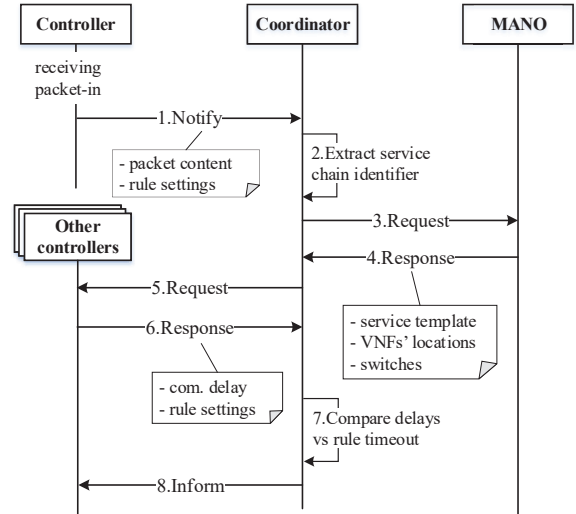 Controller
Coordinator
MANO
receiving
packet-in
1.Notify
- packet content
- rule settings
2.Extract service
chain identifier
3.Request
Other
controllers
4.Response
5.Request
- service template
- VNFs' locations
- switches
6.Response
- com. delay
- rule settings
7.Compare delays
vs rule timeout
8.Inform